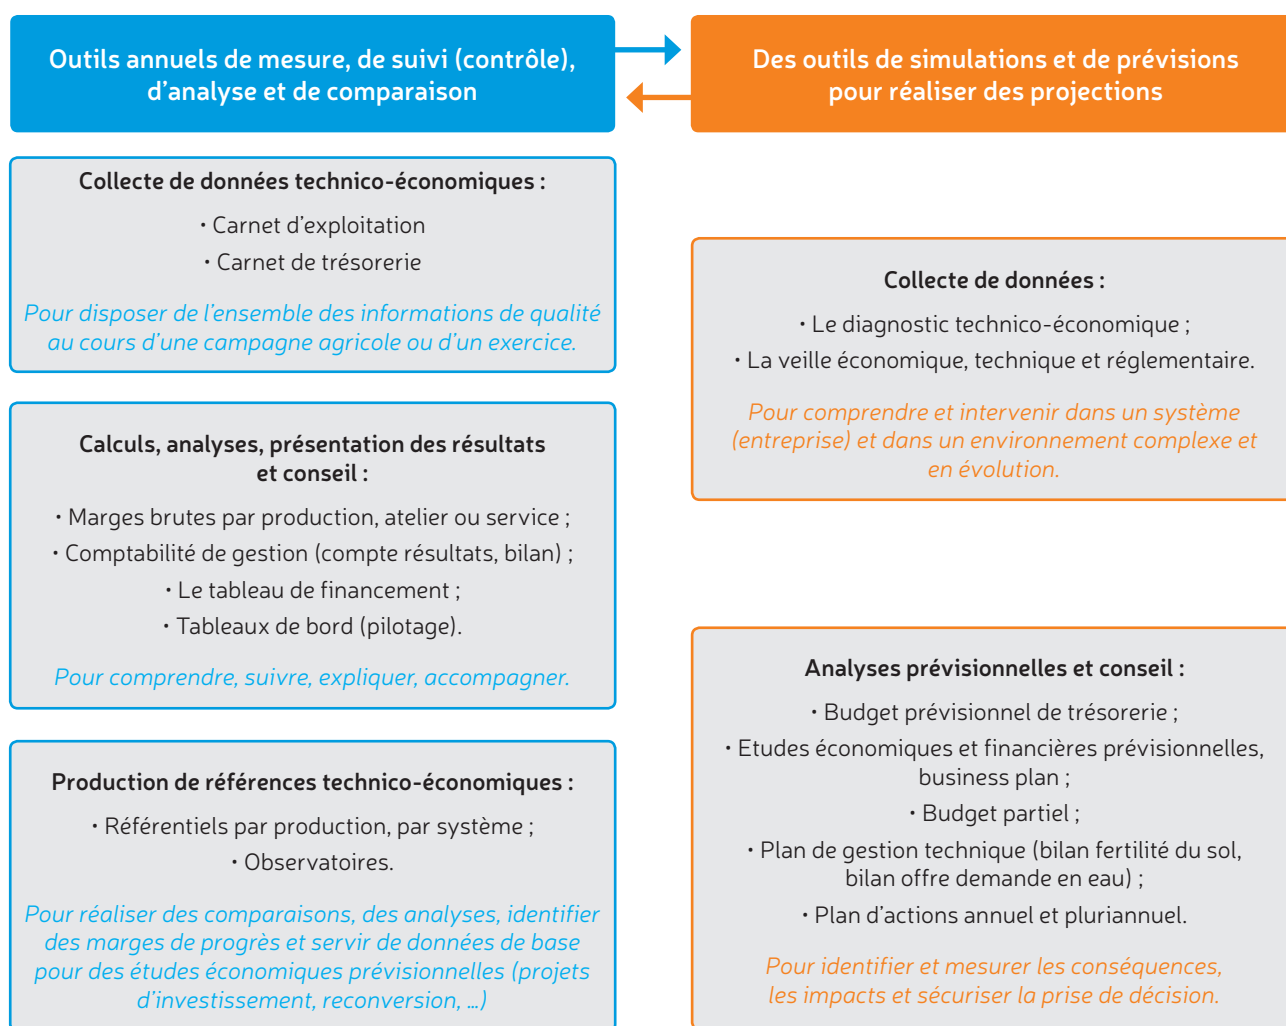 Outils annuels de mesure, de suivi (contrôle),
d'analyse et de comparaison
Collecte de données technico-économiques :
• Carnet d'exploitation
• Carnet de trésorerie
Pour disposer de l'ensemble des informations de qualité
au cours d'une campagne agricole ou d'un exercice.
Calculs, analyses, présentation des résultats
et conseil :
• Marges brutes par production, atelier ou service ;
• Comptabilité de gestion (compte résultats, bilan) ;
• Le tableau de financement ;
• Tableaux de bord (pilotage).
Pour comprendre, suivre, expliquer, accompagner.
Production de références technico-économiques :
• Référentiels par production, par système ;
• Observatoires.
Pour réaliser des comparaisons, des analyses, identifier
des marges de progrès et servir de données de base
pour des études économiques prévisionnelles (projets
d'investissement, reconversion, ...)
Des outils de simulations et de prévisions
pour réaliser des projections
Collecte de données :
• Le diagnostic technico-économique ;
• La veille économique, technique et réglementaire.
Pour comprendre et intervenir dans un système
(entreprise) et dans un environnement complexe et
en évolution.
Analyses prévisionnelles et conseil :
• Budget prévisionnel de trésorerie ;
• Etudes économiques et financières prévisionnelles,
business plan ;
• Budget partiel ;
• Plan de gestion technique (bilan fertilité du sol,
bilan offre demande en eau) ;
• Plan d'actions annuel et pluriannuel.
Pour identifier et mesurer les conséquences,
les impacts et sécuriser la prise de décision.